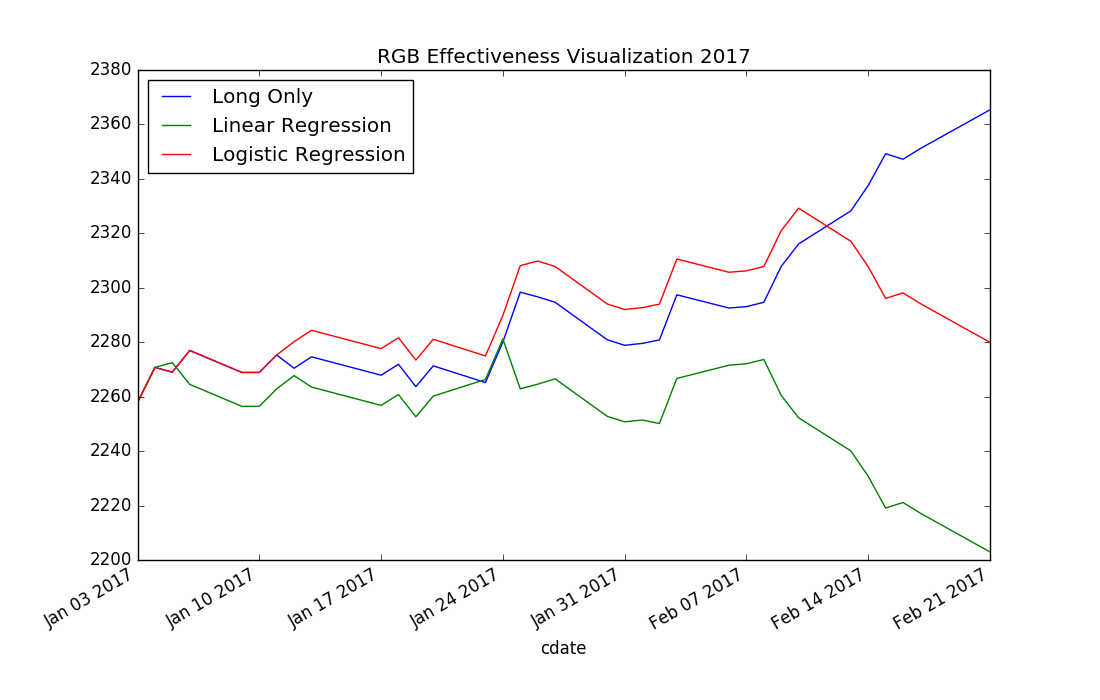 RGB Effectiveness Visualization 2017
Long Only
Linear Regression
Logistic Regression
2380
2360
2340
2320
2300
2280
2260
2240
2220
2200
Jan 03 2017
Jan 10 2017
Jan 17 2017
Jan 24 2017
Jan 31 2017
Feb 07 2017
Feb 14 2017
Feb 21 2017
cdate